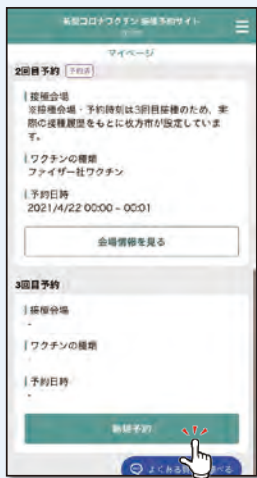 新型コロナワクチン 接種予約サイト
マイページ
2回目予約 予約済
接種会場
※接種会場・予約時刻は3回目接種のため、実
際の接種履歴をもとに枚方市が設定していま
す。
ワクチンの種類
ファイザー社ワクチン
予約日時
2021/4/22 00:00 - 00:01
会場情報を見る
3回目予約
接種会場
-
ワクチンの種類
-
予約日時
-
新規予約
よくある
べる